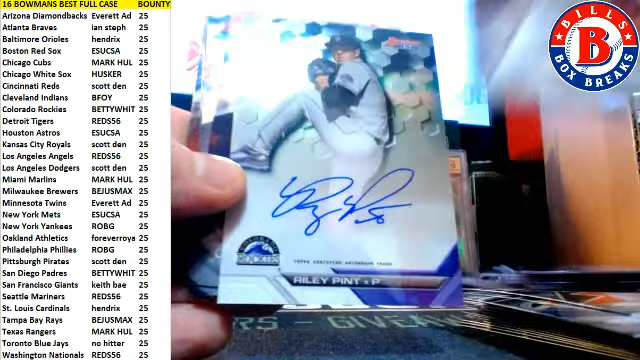 16 BOWMANS BEST FULL CASE BOUNTY
Arizona Diamondbacks Everett Ad 25
Atlanta Braves ian steph 25
Baltimore Orioles hendrix 25
Boston Red Sox ESUCSA 25
Chicago Cubs MARK HUL 25
Chicago White Sox HUSKER 25
Cincinnati Reds scott den 25
Cleveland Indians BFOY 25
Colorado Rockies BETTYWHIT 25
Detroit Tigers REDS56 25
Houston Astros ESUCSA 25
Kansas City Royals scott den 25
Los Angeles Angels REDS56 25
Los Angeles Dodgers scott den 25
Miami Marlins MARK HUL 25
Milwaukee Brewers BEJUSMAX 25
Minnesota Twins Everett Ad 25
New York Mets ESUCSA 25
New York Yankees ROBG 25
Oakland Athletics foreverroya 25
Philadelphia Phillies ROBG 25
Pittsburgh Pirates scott den 25
San Diego Padres BETTYWHIT 25
San Francisco Giants keith bae 25
Seattle Mariners REDS56 25
St. Louis Cardinals hendrix 25
Tampa Bay Rays BEJUSMAX 25
Texas Rangers MARK HUL 25
Toronto Blue Jays no hitter 25
Washington Nationals REDS56 25
BILLS
B
BOX BREAKS
ROCKIES
TOPPS CERTIFIED AUTOGRAPH ISSUE
RILEY PINT • P